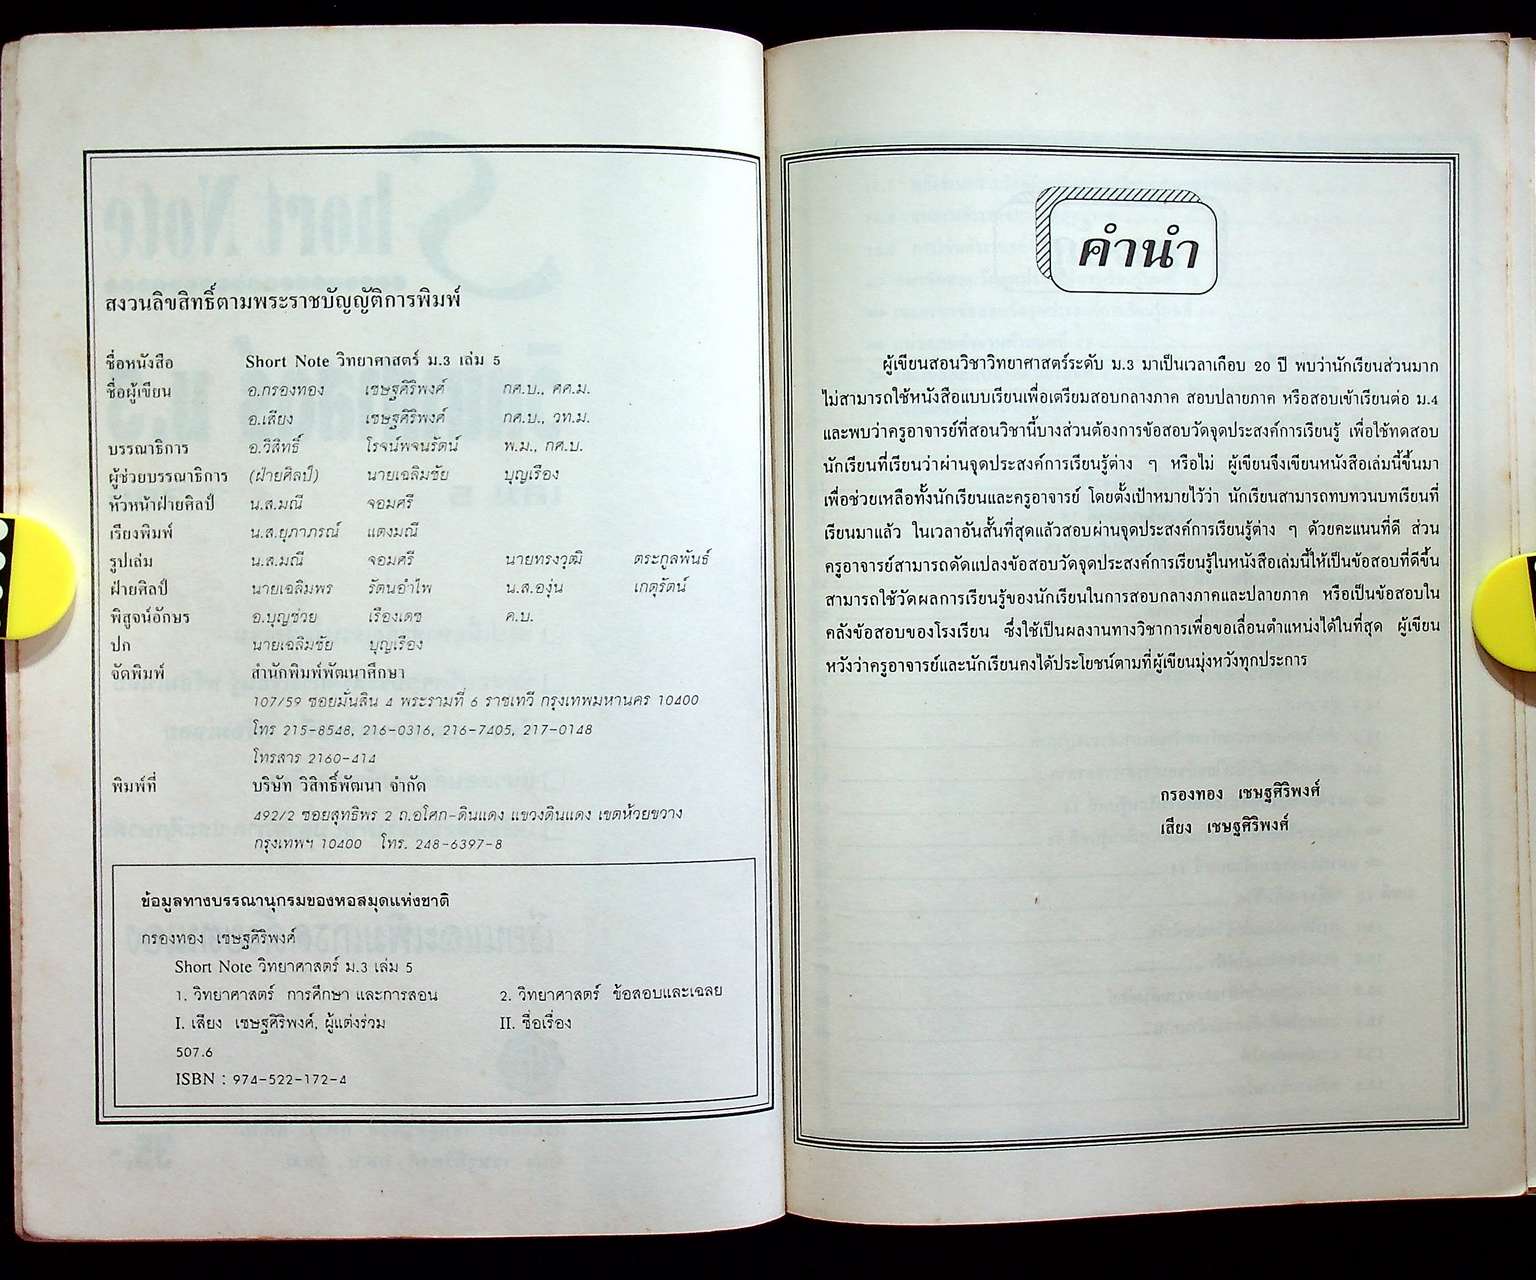 สงวนลิขสิทธิ์ตามพระราชบัญญัติการพิมพ์
ชื่อหนังสือ Short Note วิทยาศาสตร์ ม.3 เล่ม 5
ชื่อผู้เขียน อ.กรองทอง เชษฐศิริพงศ์ กศ.บ., คศ.ม.
อ.เสียง เชษฐศิริพงศ์ กศ.บ., วท.ม.
บรรณาธิการ อ.วิสิทธิ์ โรจน์พจนรัตน์ พ.ม., กศ.บ.
ผู้ช่วยบรรณาธิการ (ฝ่ายศิลป์) นายเฉลิมชัย บุญเรือง
หัวหน้าฝ่ายศิลป์ น.ส.มณี จอมศรี
เรียงพิมพ์ น.ส.ยุภาภรณ์ แตงมณี
รูปเล่ม น.ส.มณี จอมศรี นายทรงวุฒิ ตระกูลพันธ์
ฝ่ายศิลป์ นายเฉลิมพร รัตนอำไพ น.ส.องุ่น เกตุรัตน์
พิสูจน์อักษร อ.บุญช่วย เรืองเดช ค.บ.
ปก นายเฉลิมชัย บุญเรือง
จัดพิมพ์ สำนักพิมพ์พัฒนาศึกษา
107/59 ซอยมั่นสิน 4 พระรามที่ 6 ราชเทวี กรุงเทพมหานคร 10400
โทร 215-8548, 216-0316, 216-7405, 217-0148
โทรสาร 2160-414
พิมพ์ที่ บริษัท วิสิทธิ์พัฒนา จำกัด
492/2 ซอยสุทธิพร 2 ถ.อโศก-ดินแดง แขวงดินแดง เขตห้วยขวาง
กรุงเทพฯ 10400 โทร. 248-6397-8
ข้อมูลทางบรรณานุกรมของหอสมุดแห่งชาติ
กรองทอง เชษฐศิริพงศ์
Short Note วิทยาศาสตร์ ม.3 เล่ม 5
1. วิทยาศาสตร์ การศึกษา และการสอน 2. วิทยาศาสตร์ ข้อสอบและเฉลย
I. เสียง เชษฐศิริพงศ์, ผู้แต่งร่วม II. ชื่อเรื่อง
507.6
ISBN : 974-522-172-4
คำนำ
ผู้เขียนสอนวิชาวิทยาศาสตร์ระดับ ม.3 มาเป็นเวลาเกือบ 20 ปี พบว่านักเรียนส่วนมาก
ไม่สามารถใช้หนังสือแบบเรียนเพื่อเตรียมสอบกลางภาค สอบปลายภาค หรือสอบเข้าเรียนต่อ ม.4
และพบว่าครูอาจารย์ที่สอนวิชานี้บางส่วนต้องการข้อสอบวัดจุดประสงค์การเรียนรู้ เพื่อใช้ทดสอบ
นักเรียนที่เรียนว่าผ่านจุดประสงค์การเรียนรู้ต่าง ๆ หรือไม่ ผู้เขียนจึงเขียนหนังสือเล่มนี้ขึ้นมา
เพื่อช่วยเหลือทั้งนักเรียนและครูอาจารย์ โดยตั้งเป้าหมายไว้ว่า นักเรียนสามารถทบทวนบทเรียนที่
เรียนมาแล้ว ในเวลาอันสั้นที่สุดแล้วสอบผ่านจุดประสงค์การเรียนรู้ต่าง ๆ ด้วยคะแนนที่ดี ส่วน
ครูอาจารย์สามารถดัดแปลงข้อสอบวัดจุดประสงค์การเรียนรู้ในหนังสือเล่มนี้ให้เป็นข้อสอบที่ดีขึ้น
สามารถใช้วัดผลการเรียนรู้ของนักเรียนในการสอบกลางภาคและปลายภาค หรือเป็นข้อสอบใน
คลังข้อสอบของโรงเรียน ซึ่งใช้เป็นผลงานทางวิชาการเพื่อขอเลื่อนตำแหน่งได้ในที่สุด ผู้เขียน
หวังว่าครูอาจารย์และนักเรียนคงได้ประโยชน์ตามที่ผู้เขียนมุ่งหวังทุกประการ
กรองทอง เชษฐศิริพงศ์
เสียง เชษฐศิริพงศ์